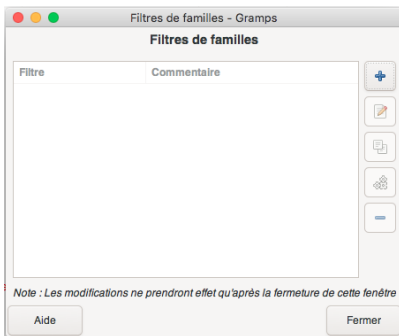 Filtres de familles - Gramps
Filtres de familles
Filtre Commentaire
Note : Les modifications ne prendront effet qu'après la fermeture de cette fenêtre
Aide Fermer